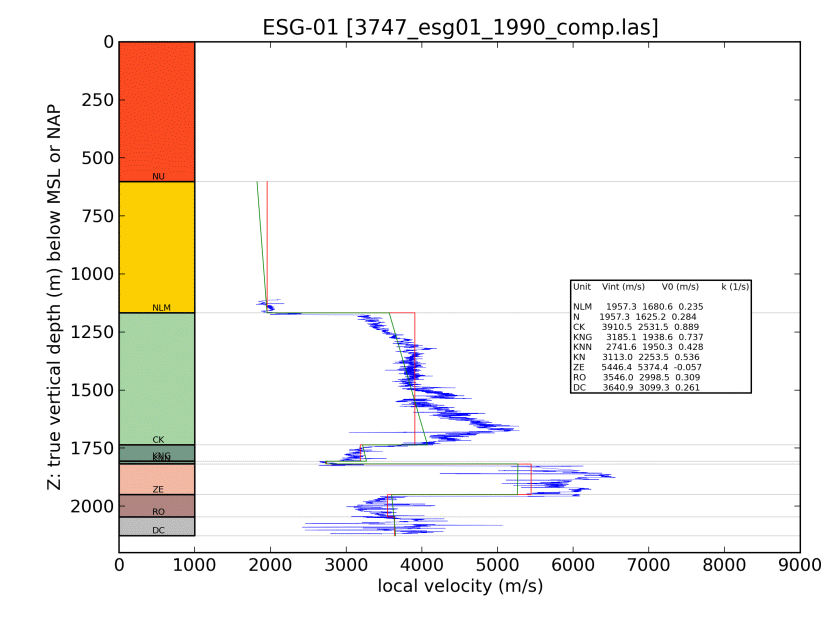 ESG-01 [3747_esg01_1990_comp.las]
Z: true vertical depth (m) below MSL or NAP
0
250
500
750
1000
1250
1500
1750
2000
NU
NLM
CK
KNG
ZE
RO
DC
Unit Vint (m/s) V0 (m/s) k (1/s)
NLM 1957.3 1680.6 0.235
N 1957.3 1625.2 0.284
CK 3910.5 2531.5 0.889
KNG 3185.1 1938.6 0.737
KNN 2741.6 1950.3 0.428
KN 3113.0 2253.5 0.536
ZE 5446.4 5374.4 -0.057
RO 3546.0 2998.5 0.309
DC 3640.9 3099.3 0.261
0 1000 2000 3000 4000 5000 6000 7000 8000 9000
local velocity (m/s)